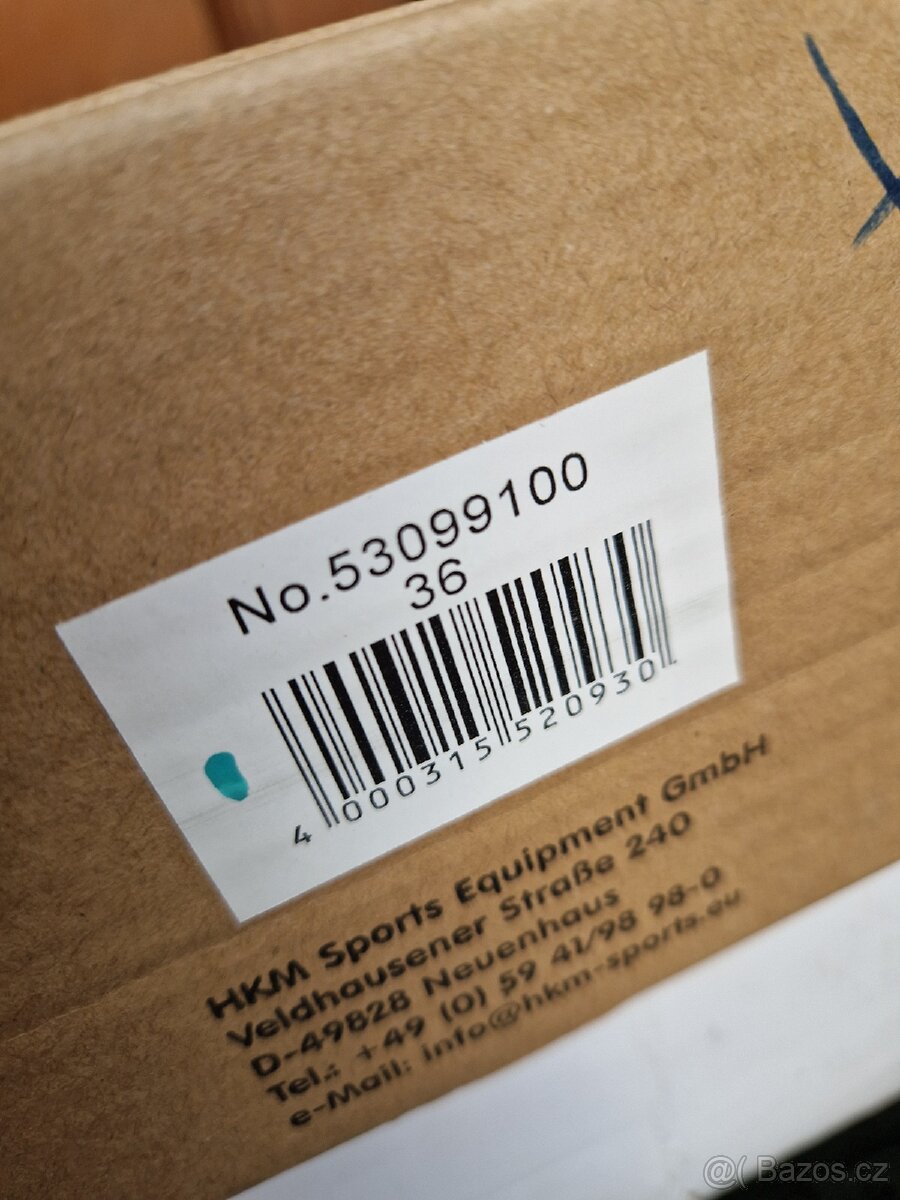 No.53099100
36
4 000315 520930
HKM Sports Equipment GmbH
Veldhausener Straße 240
D-49828 Neuenhaus
Tel.: +49 (0) 59 41/98 98-0
e-Mail: info@hkm-sports.eu
@( Bazos.cz